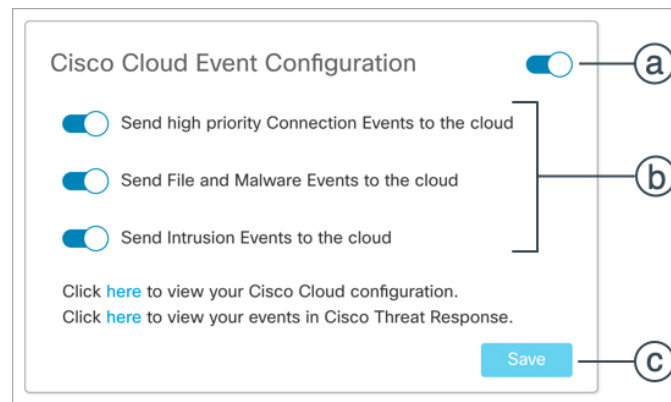 Cisco Cloud Event Configuration
a
Send high priority Connection Events to the cloud
Send File and Malware Events to the cloud
b
Send Intrusion Events to the cloud
Click here to view your Cisco Cloud configuration.
Click here to view your events in Cisco Threat Response.
Save
c